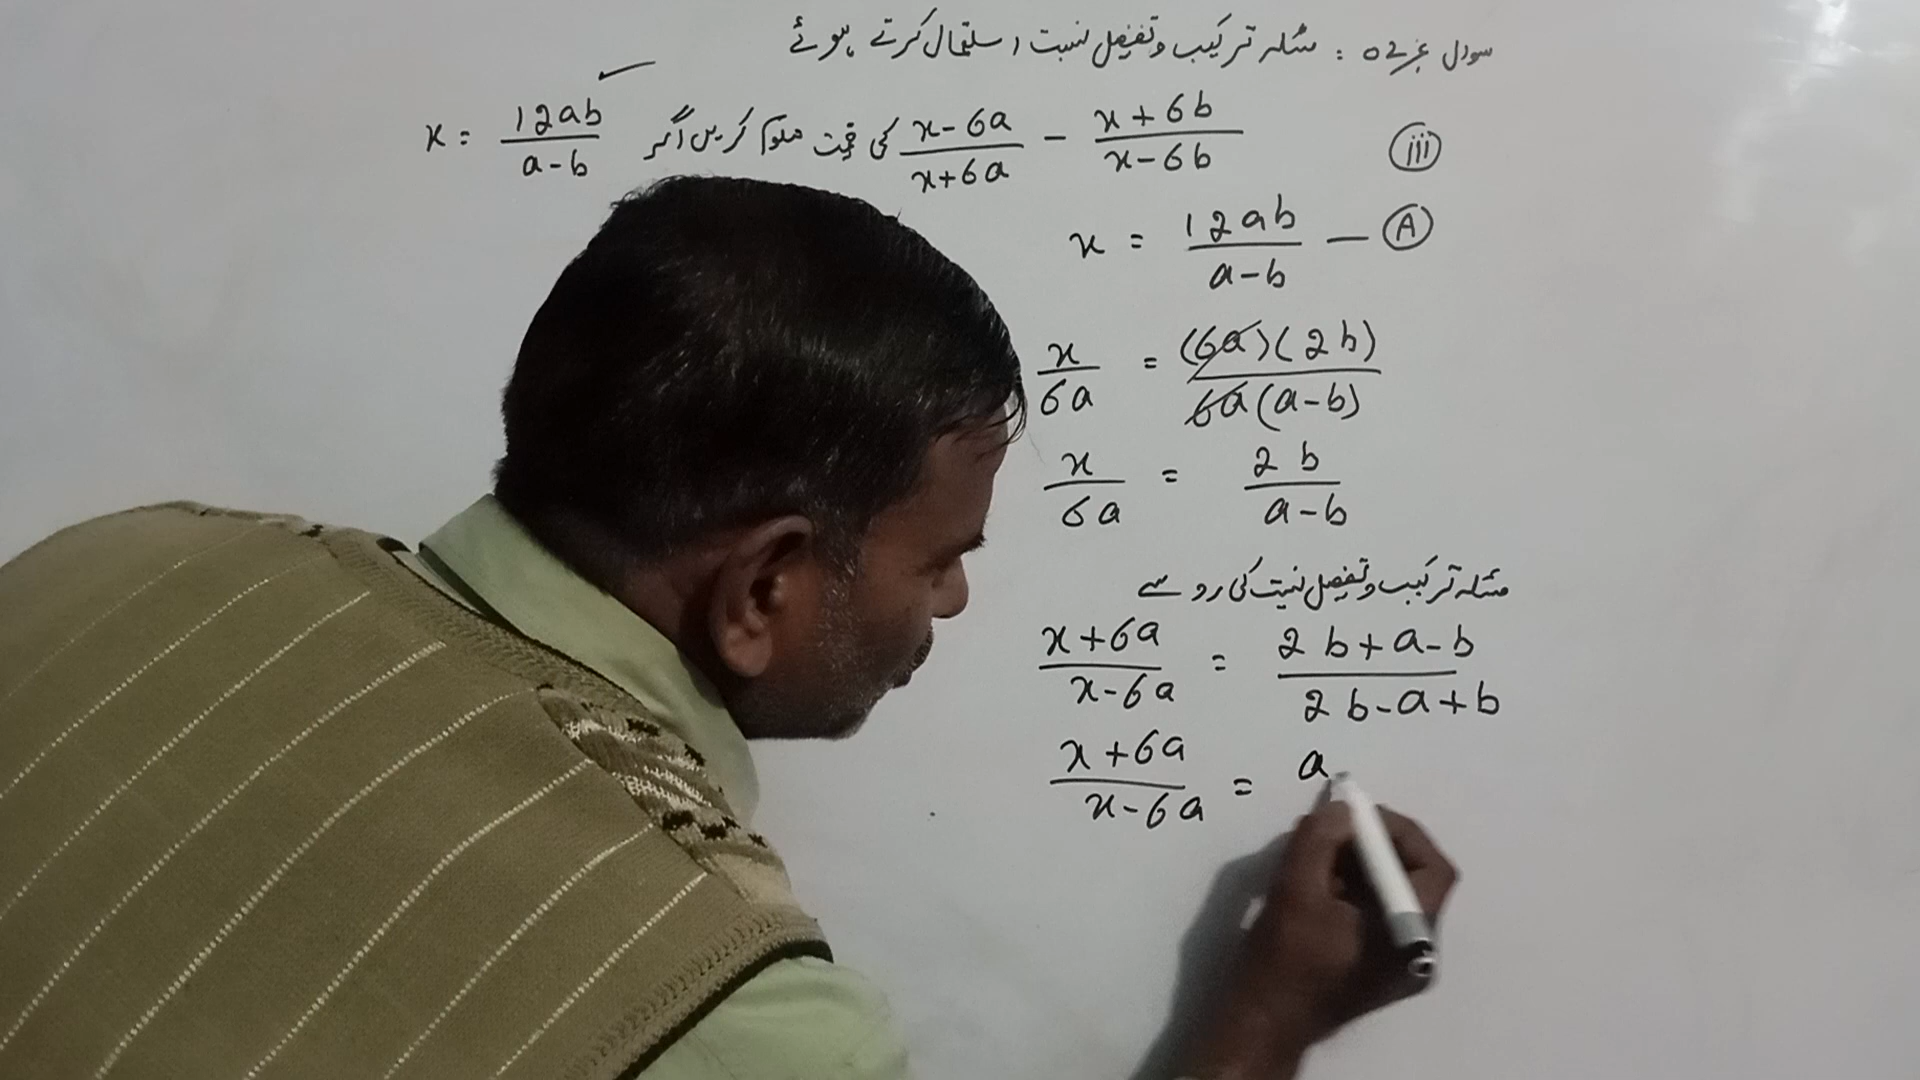 سوال نمبر 02 : مسئلہ ترکیب و تفصیل نسبت استعمال کرتے ہوئے
(iii) (x-6a)/(x+6a) - (x+6b)/(x-6b) کی قیمت معلوم کریں اگر x = 12ab/(a-b) ✓
x = 12ab/(a-b) — (A)
x/6a = (6a)(2b)/6a(a-b)
x/6a = 2b/(a-b)
مسئلہ ترکیب و تفصیل نسبت کی رو سے
(x+6a)/(x-6a) = (2b+a-b)/(2b-a+b)
(x+6a)/(x-6a) = a